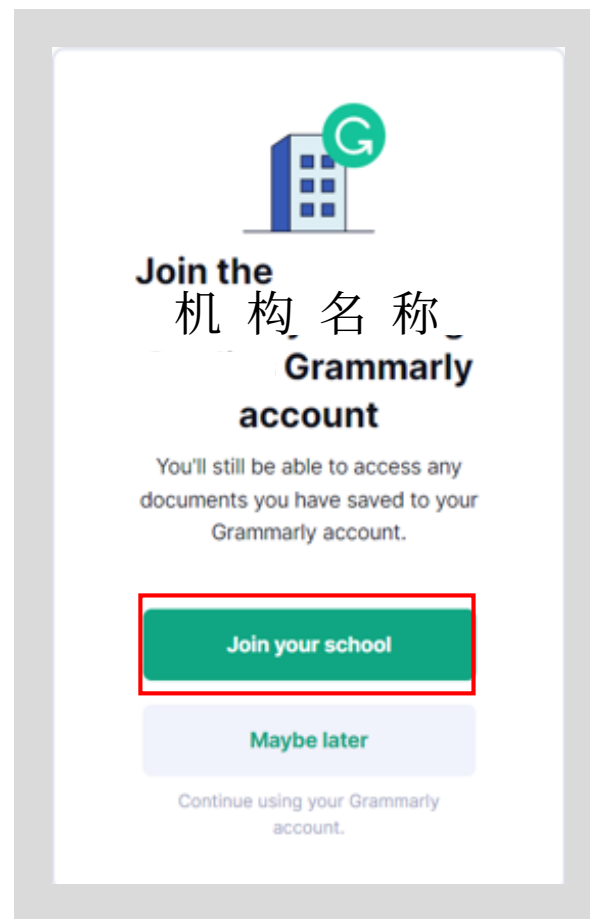 Join the
机构名称
Grammarly
account
You'll still be able to access any
documents you have saved to your
Grammarly account.
Join your school
Maybe later
Continue using your Grammarly
account.